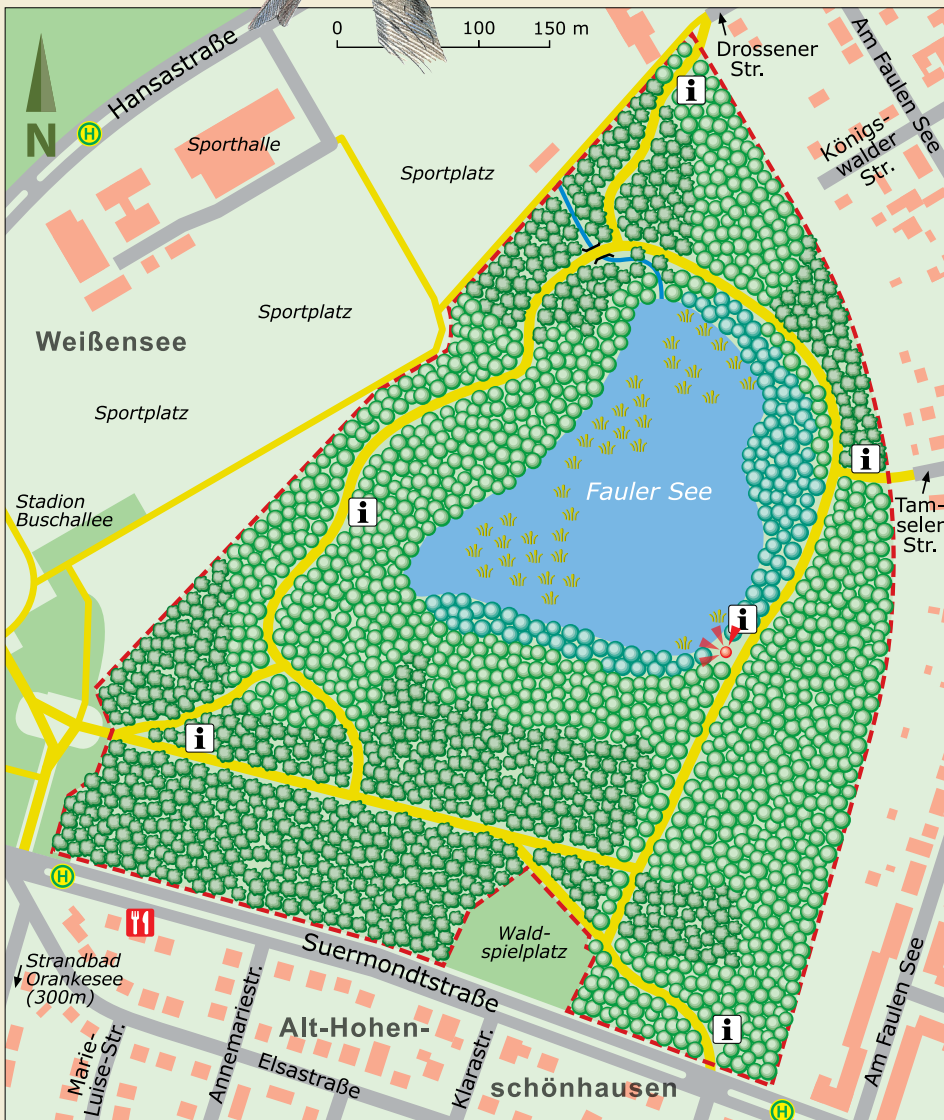 0
100
150 m
N
Hansastraße
H
Drossener
Str.
Am Faulen See
i
Königs-
walder
Str.
Sporthalle
Sportplatz
Sportplatz
Weißensee
Sportplatz
Fauler See
i
Stadion
Buschallee
i
Tam-
seler
Str.
i
i
H
Wald-
spielplatz
Suermondtstraße
Strandbad
Orankesee
(300m)
Marie-
Luise-Str.
Annemariestr.
Alt-Hohen-
Elsastraße
Klarastr.
schönhausen
i
Am Faulen See
H